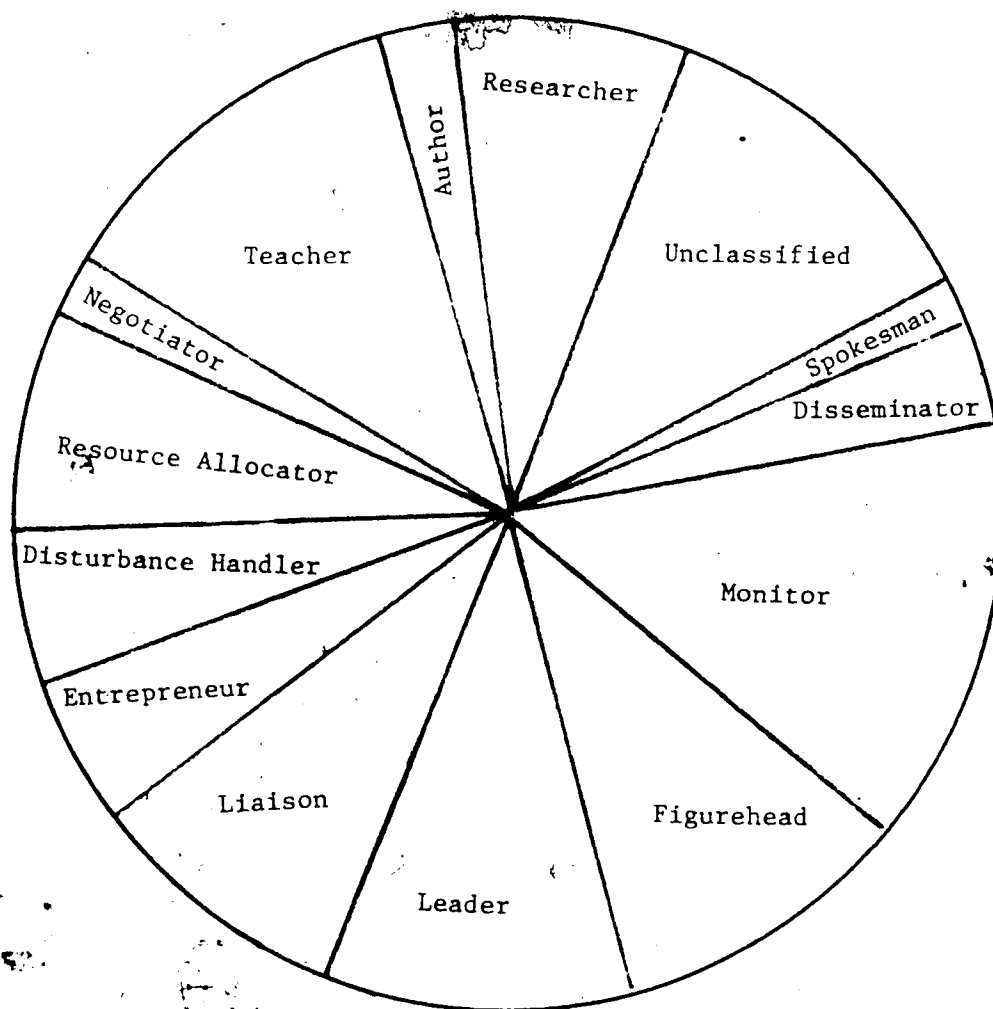 Researcher
Author
Unclassified
Teacher
Spokesman
Negotiator
Disseminator
Resource Allocator
Disturbance Handler
Monitor
Entrepreneur
Liaison
Figurehead
Leader